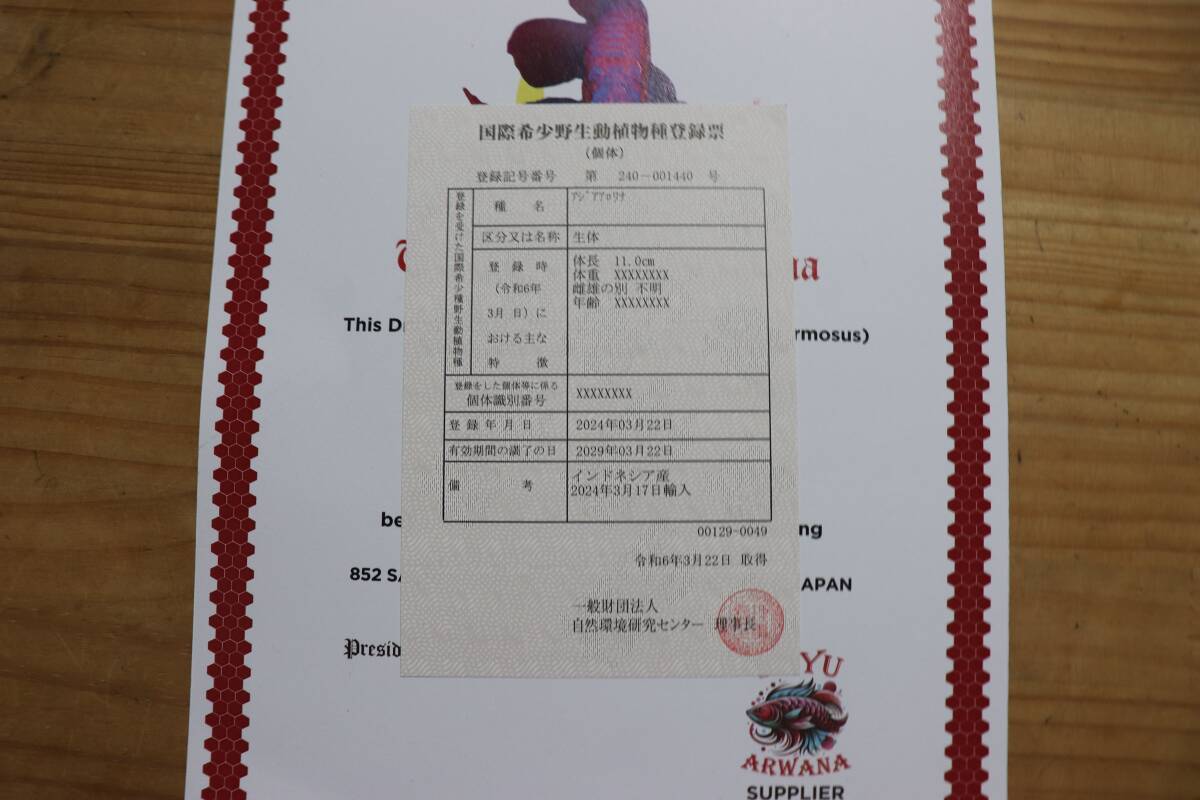 国際希少野生動植物種登録票
(個体)
登録記号番号 第 240-001440 号
登録を受けた国際希少種野生動植物種
種 名 アジアアロワナ
区分又は名称 生体
登 録 時
(令和6年
3月 日) に
おける主な
特 徴
体長 11.0cm
体重 XXXXXXXX
雌雄の別 不明
年齢 XXXXXXXX
登録をした個体等に係る
個体識別番号 XXXXXXXX
登 録 年 月 日 2024年03月22日
有効期間の満了の日 2029年03月22日
備 考 インドネシア産
2024年3月17日輸入
00129-0049
令和6年3月22日 取得
一般財団法人
自然環境研究センター 理事長
This D
rmosus)
be
ng
852 SA
APAN
Presid
YU
ARWANA
SUPPLIER